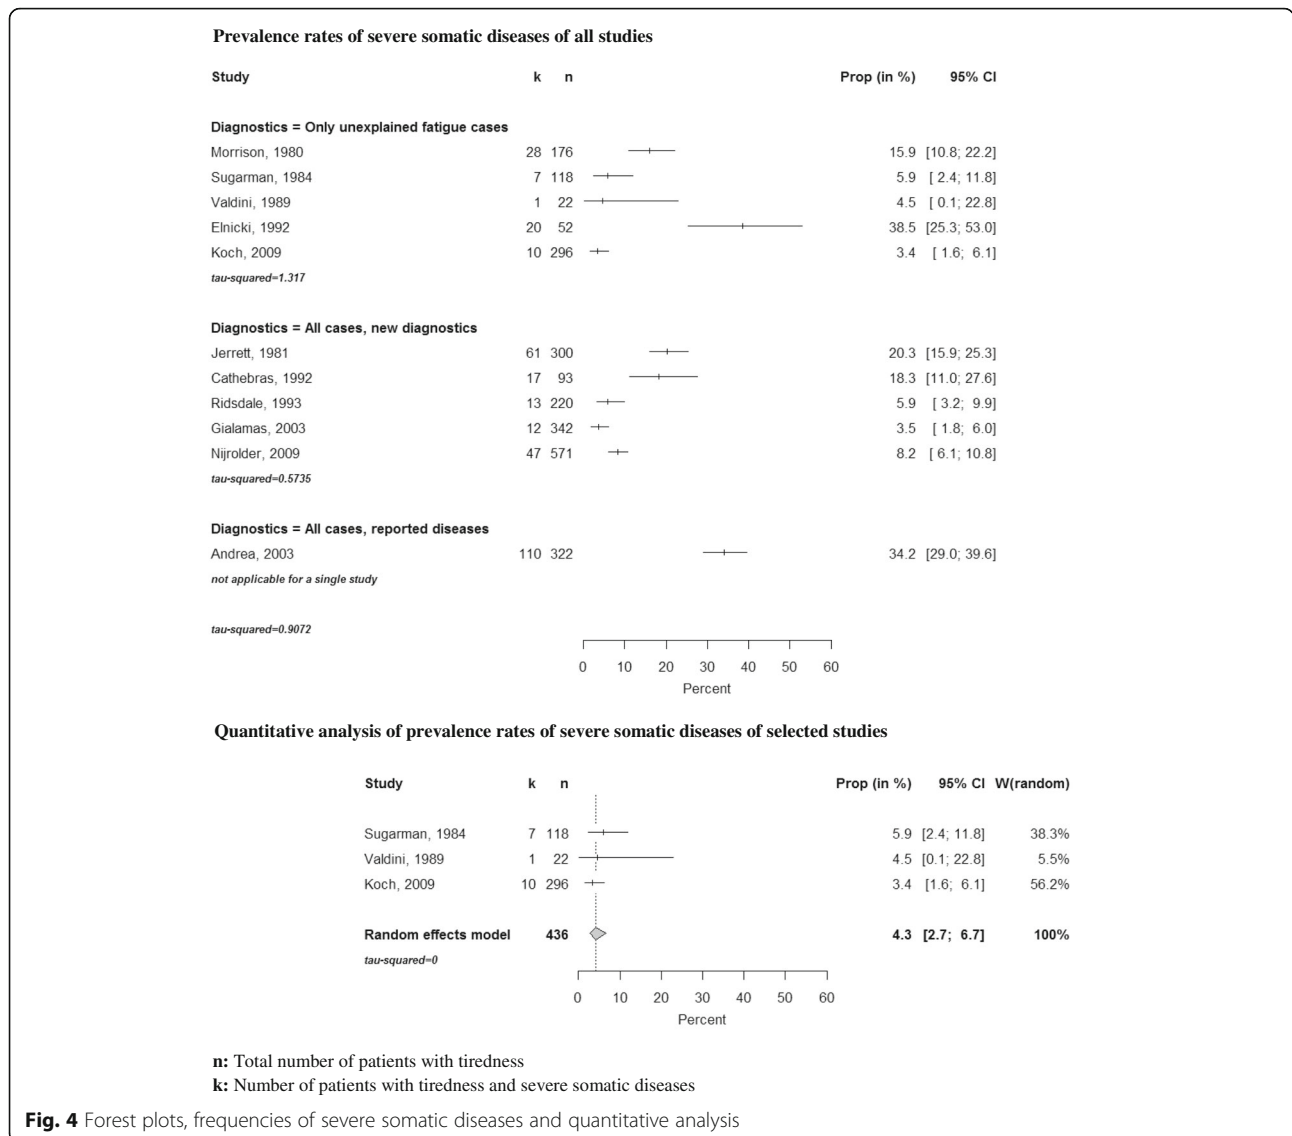 Prevalence rates of severe somatic diseases of all studies
Study k n Prop (in %) 95% CI
Diagnostics = Only unexplained fatigue cases
Morrison, 1980 28 176 15.9 [10.8; 22.2]
Sugarman, 1984 7 118 5.9 [ 2.4; 11.8]
Valdini, 1989 1 22 4.5 [ 0.1; 22.8]
Elnicki, 1992 20 52 38.5 [25.3; 53.0]
Koch, 2009 10 296 3.4 [ 1.6; 6.1]
tau-squared=1.317
Diagnostics = All cases, new diagnostics
Jerrett, 1981 61 300 20.3 [15.9; 25.3]
Cathebras, 1992 17 93 18.3 [11.0; 27.6]
Ridsdale, 1993 13 220 5.9 [ 3.2; 9.9]
Gialamas, 2003 12 342 3.5 [ 1.8; 6.0]
Nijrolder, 2009 47 571 8.2 [ 6.1; 10.8]
tau-squared=0.5735
Diagnostics = All cases, reported diseases
Andrea, 2003 110 322 34.2 [29.0; 39.6]
not applicable for a single study
tau-squared=0.9072
0 10 20 30 40 50 60
Percent
Quantitative analysis of prevalence rates of severe somatic diseases of selected studies
Study k n Prop (in %) 95% CI W(random)
Sugarman, 1984 7 118 5.9 [2.4; 11.8] 38.3%
Valdini, 1989 1 22 4.5 [0.1; 22.8] 5.5%
Koch, 2009 10 296 3.4 [1.6; 6.1] 56.2%
Random effects model 436 4.3 [2.7; 6.7] 100%
tau-squared=0
0 10 20 30 40 50 60
Percent
n: Total number of patients with tiredness
k: Number of patients with tiredness and severe somatic diseases
Fig. 4 Forest plots, frequencies of severe somatic diseases and quantitative analysis